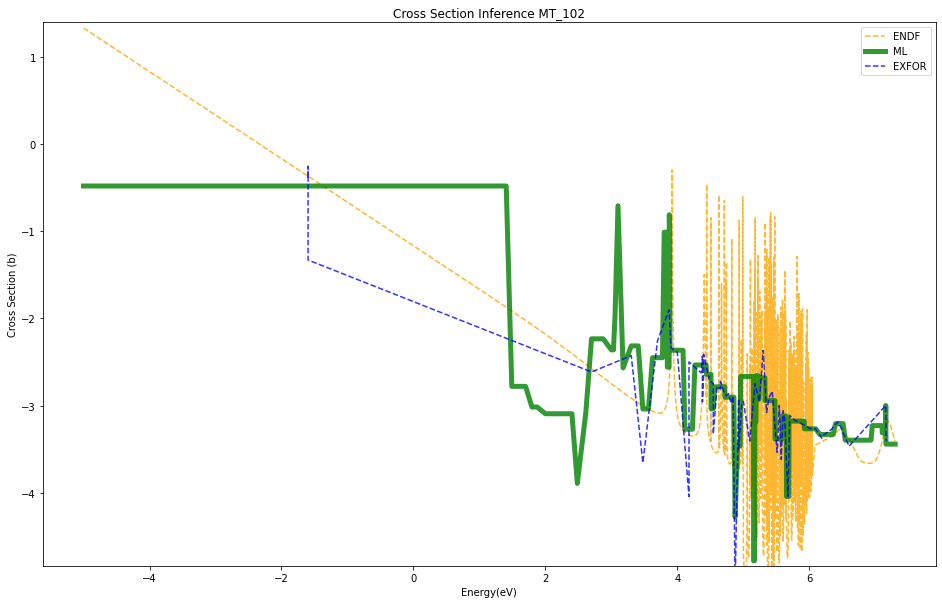 Cross Section Inference MT_102
ENDF
ML
EXFOR
Cross Section (b)
1
0
−1
−2
−3
−4
−4
−2
0
2
4
6
Energy(eV)